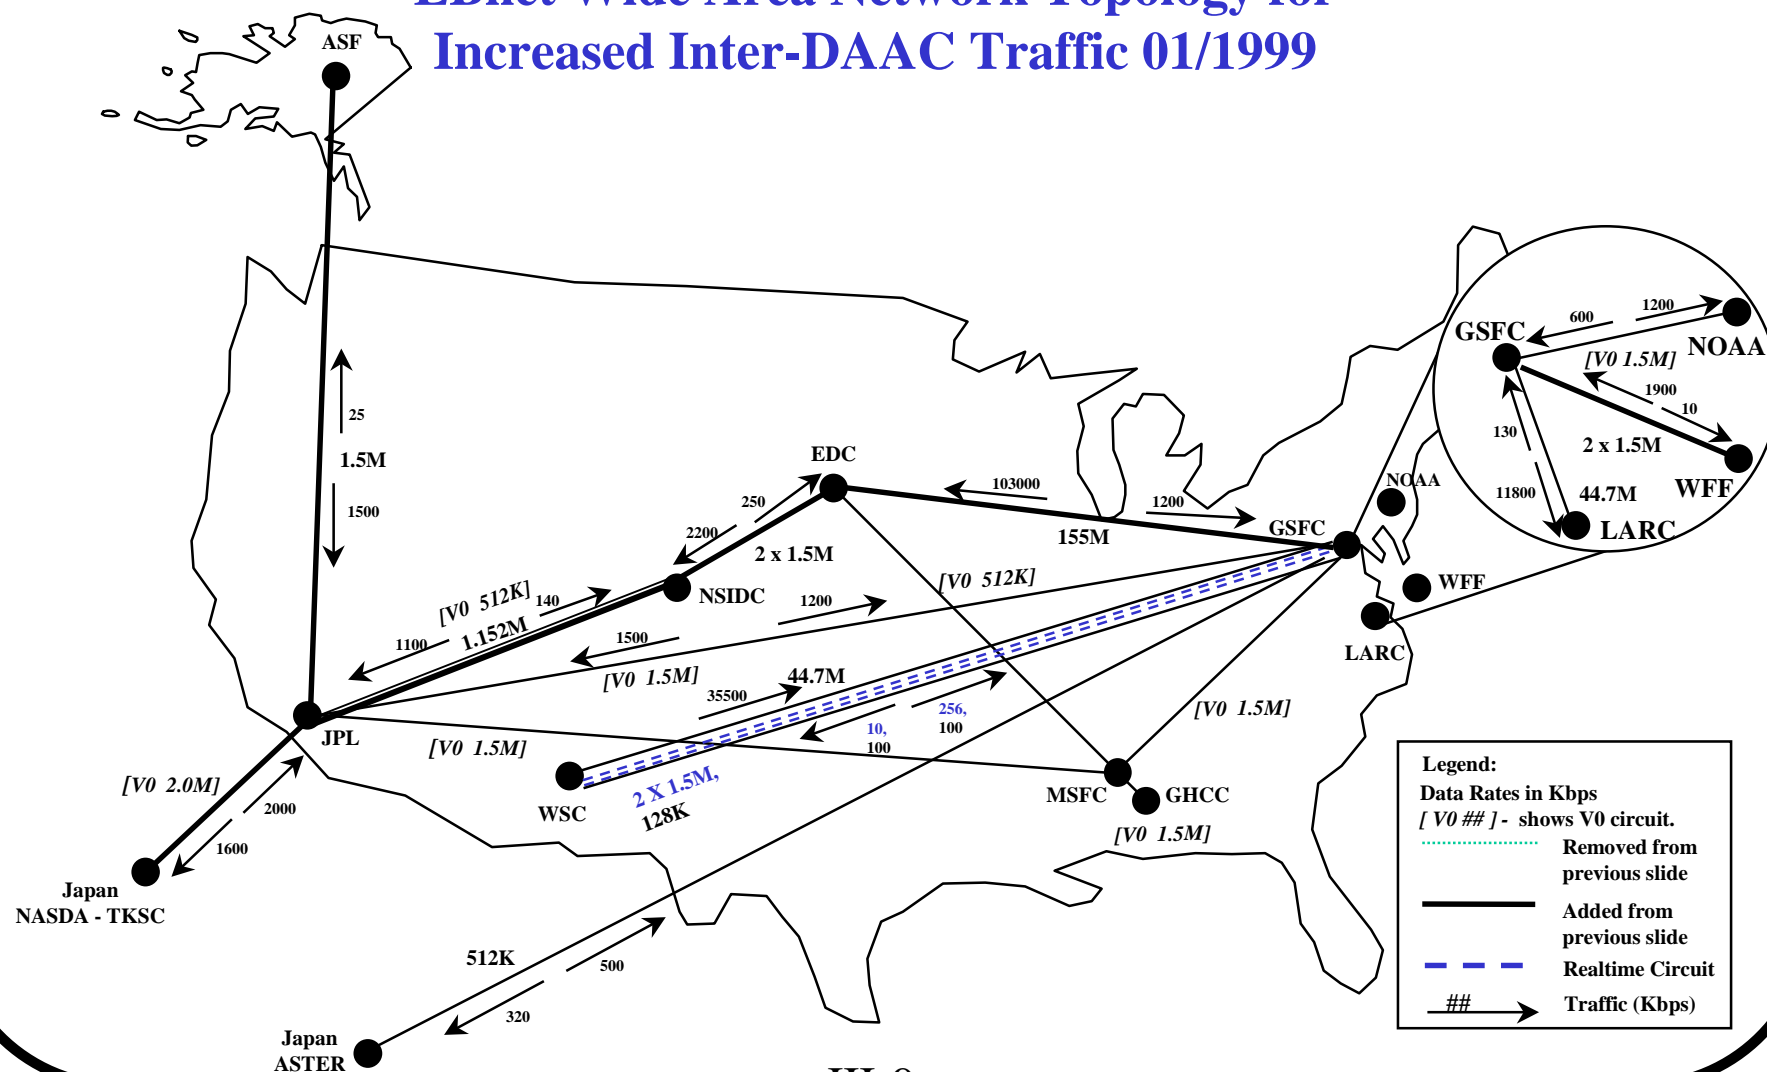 EBnet Wide Area Network Topology for
Increased Inter-DAAC Traffic 01/1999
ASF
25
1.5M
1500
EDC
250
2200
2 x 1.5M
NSIDC
103000
1200
155M
GSFC
NOAA
WFF
LARC
[V0 512K]
140
1100
1.152M
1200
1500
[V0 1.5M]
[V0 512K]
44.7M
35500
10,
100
256,
100
[V0 1.5M]
JPL
[V0 1.5M]
[V0 2.0M]
2000
1600
Japan
NASDA - TKSC
WSC
2 X 1.5M,
128K
MSFC
GHCC
[V0 1.5M]
512K
500
320
Japan
ASTER
GSFC
600
1200
NOAA
[V0 1.5M]
1900
10
130
2 x 1.5M
WFF
11800
44.7M
LARC
Legend:
Data Rates in Kbps
[ V0 ## ] - shows V0 circuit.
Removed from
previous slide
Added from
previous slide
Realtime Circuit
## Traffic (Kbps)